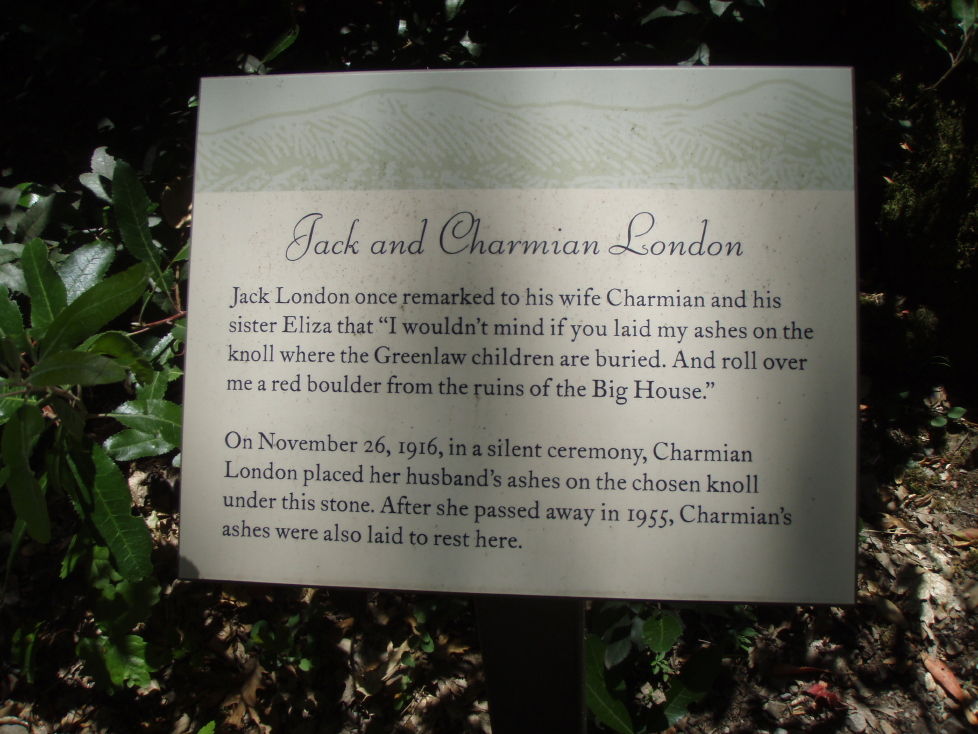 Jack and Charmian London
Jack London once remarked to his wife Charmian and his
sister Eliza that “I wouldn’t mind if you laid my ashes on the
knoll where the Greenlaw children are buried. And roll over
me a red boulder from the ruins of the Big House.”
On November 26, 1916, in a silent ceremony, Charmian
London placed her husband’s ashes on the chosen knoll
under this stone. After she passed away in 1955, Charmian’s
ashes were also laid to rest here.